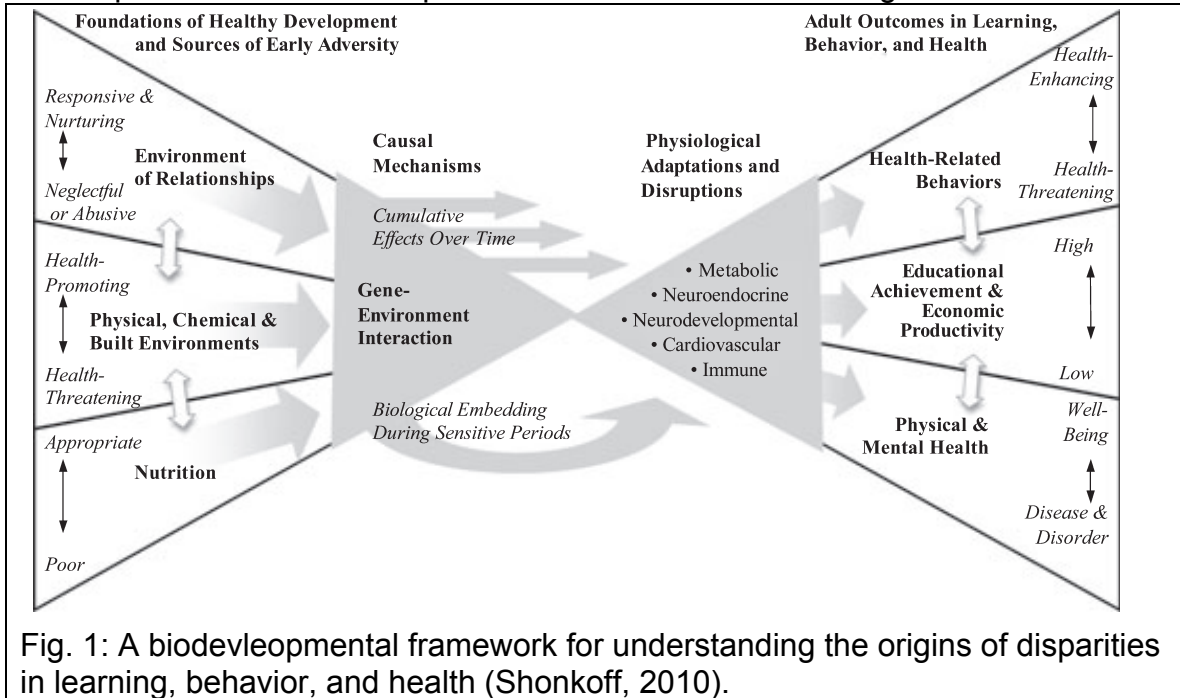 Foundations of Healthy Development
and Sources of Early Adversity
Adult Outcomes in Learning,
Behavior, and Health
Responsive &
Nurturing
Neglectful
or Abusive
Environment
of Relationships
Health-
Promoting
Health-
Threatening
Physical, Chemical &
Built Environments
Appropriate
Poor
Nutrition
Causal
Mechanisms
Cumulative
Effects Over Time
Gene-
Environment
Interaction
Biological Embedding
During Sensitive Periods
Physiological
Adaptations and
Disruptions
• Metabolic
• Neuroendocrine
• Neurodevelopmental
• Cardiovascular
• Immune
Health-Related
Behaviors
Health-
Enhancing
Health-
Threatening
Educational
Achievement &
Economic
Productivity
High
Low
Physical &
Mental Health
Well-
Being
Disease &
Disorder
Fig. 1: A biodevleopmental framework for understanding the origins of disparities
in learning, behavior, and health (Shonkoff, 2010).